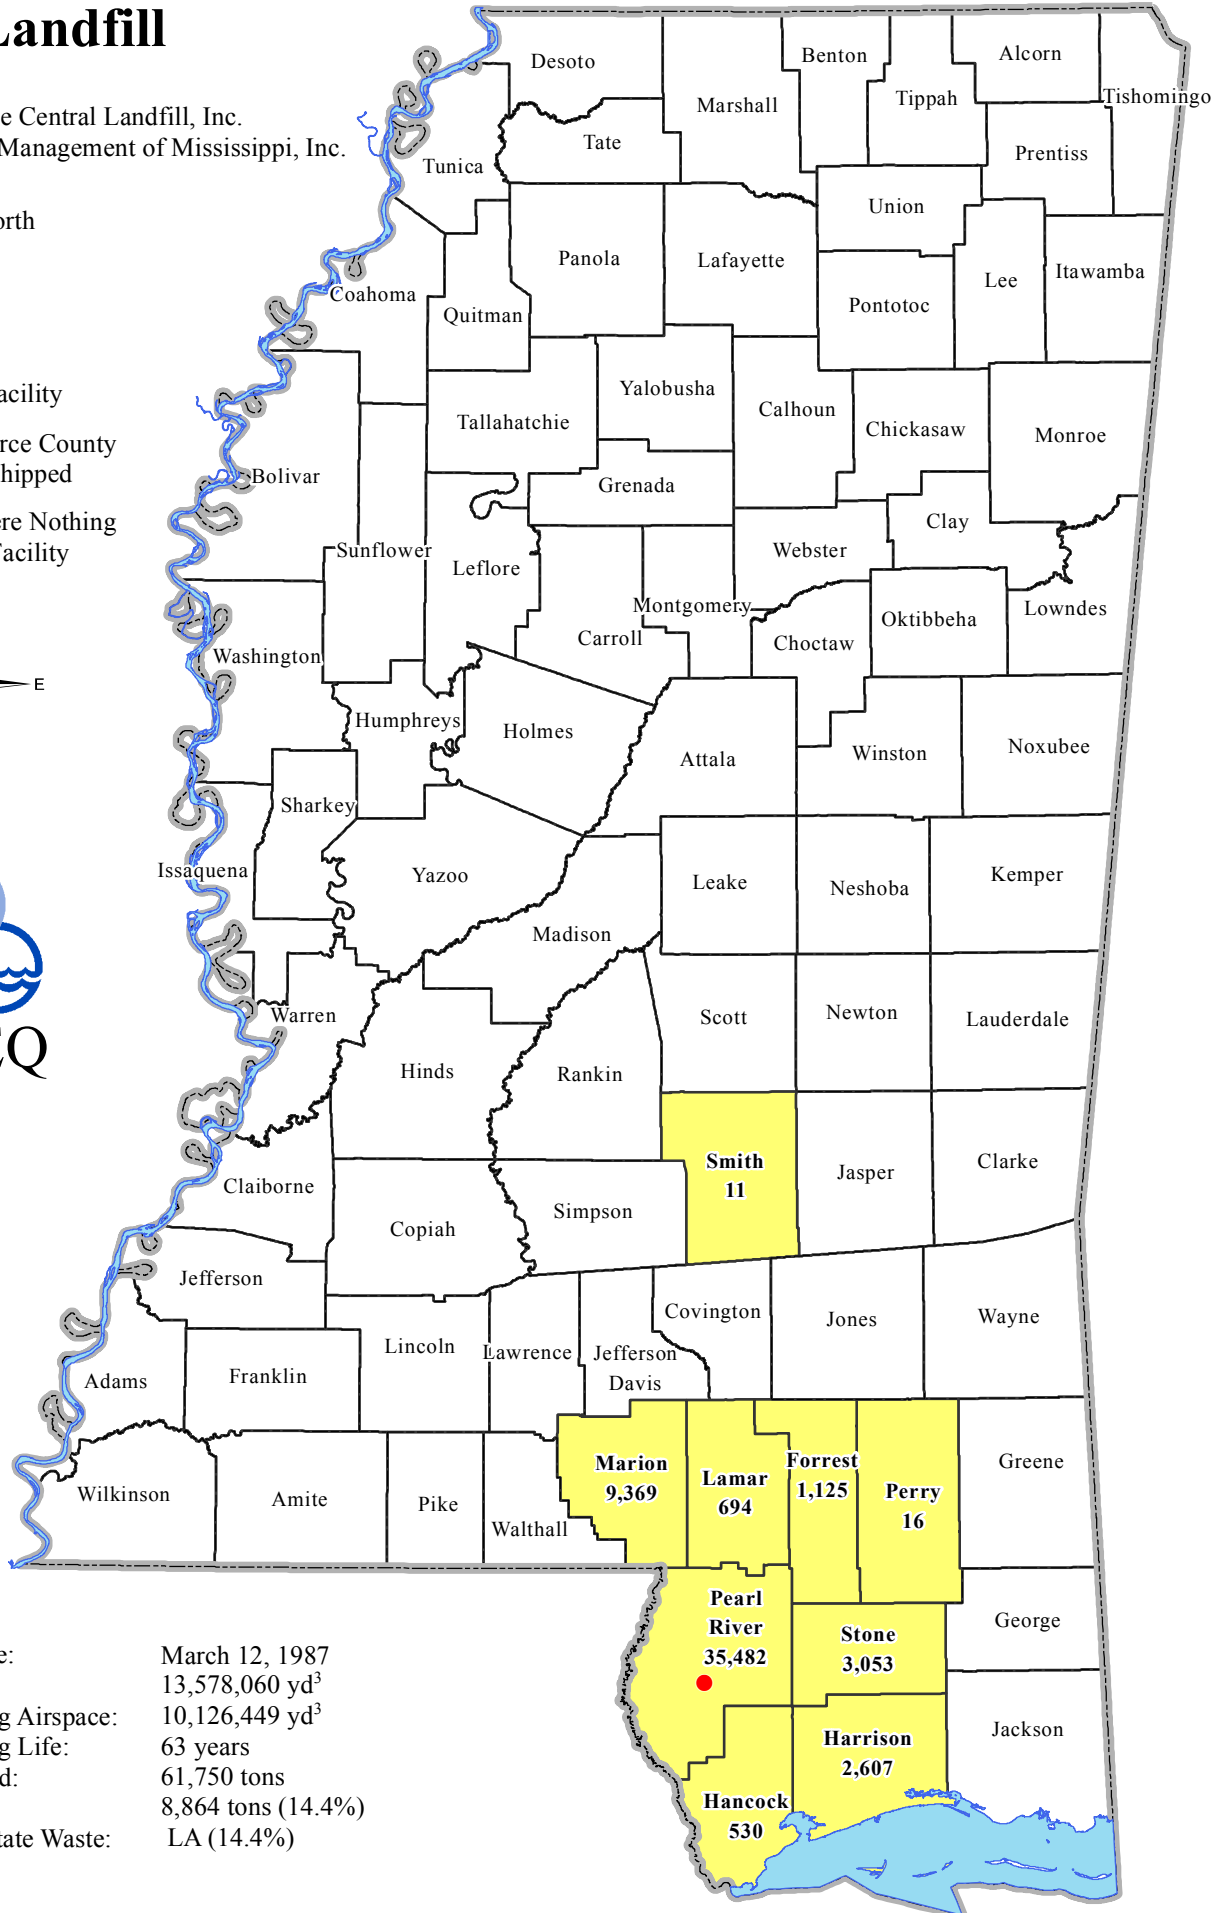 Landfill
e Central Landfill, Inc.
Management of Mississippi, Inc.
orth
acility
rce County
hipped
ere Nothing
Facility
E
CQ
Desoto
Benton
Alcorn
Marshall
Tippah
Tishomingo
Tate
Tunica
Prentiss
Union
Panola
Lafayette
Lee
Itawamba
Coahoma
Quitman
Pontotoc
Yalobusha
Calhoun
Tallahatchie
Chickasaw
Monroe
Bolivar
Grenada
Clay
Sunflower
Webster
Leflore
Montgomery
Lowndes
Oktibbeha
Carroll
Choctaw
Washington
Humphreys
Holmes
Noxubee
Winston
Attala
Sharkey
Issaquena
Yazoo
Leake
Neshoba
Kemper
Madison
Warren
Scott
Newton
Lauderdale
Hinds
Rankin
Smith
11
Jasper
Clarke
Claiborne
Simpson
Copiah
Jefferson
Covington
Jones
Wayne
Lincoln
Lawrence
Jefferson
Davis
Adams
Franklin
Marion
9,369
Lamar
694
Forrest
1,125
Perry
16
Greene
Wilkinson
Amite
Pike
Walthall
Pearl
River
35,482
Stone
3,053
George
Harrison
2,607
Jackson
Hancock
530
e: March 12, 1987
13,578,060 yd³
g Airspace: 10,126,449 yd³
g Life: 63 years
d: 61,750 tons
8,864 tons (14.4%)
tate Waste: LA (14.4%)